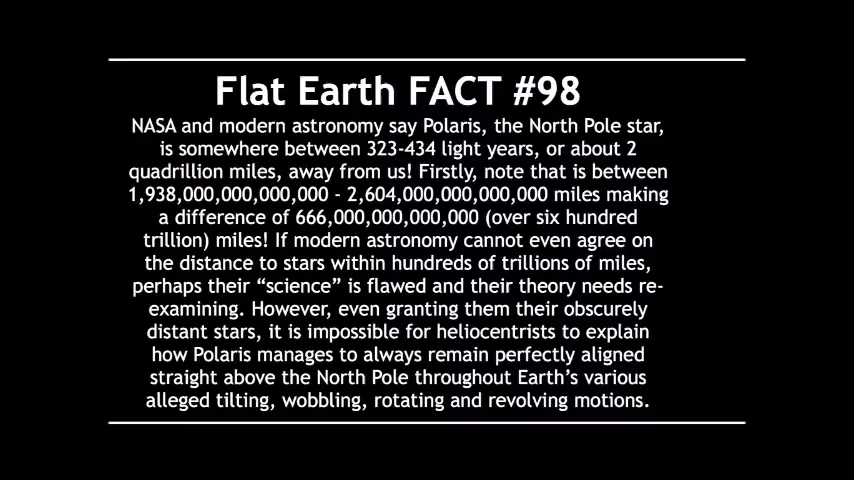 Flat Earth FACT #98
NASA and modern astronomy say Polaris, the North Pole star,
is somewhere between 323-434 light years, or about 2
quadrillion miles, away from us! Firstly, note that is between
1,938,000,000,000,000 - 2,604,000,000,000,000 miles making
a difference of 666,000,000,000,000 (over six hundred
trillion) miles! If modern astronomy cannot even agree on
the distance to stars within hundreds of trillions of miles,
perhaps their “science” is flawed and their theory needs re-
examining. However, even granting them their obscurely
distant stars, it is impossible for heliocentrists to explain
how Polaris manages to always remain perfectly aligned
straight above the North Pole throughout Earth’s various
alleged tilting, wobbling, rotating and revolving motions.